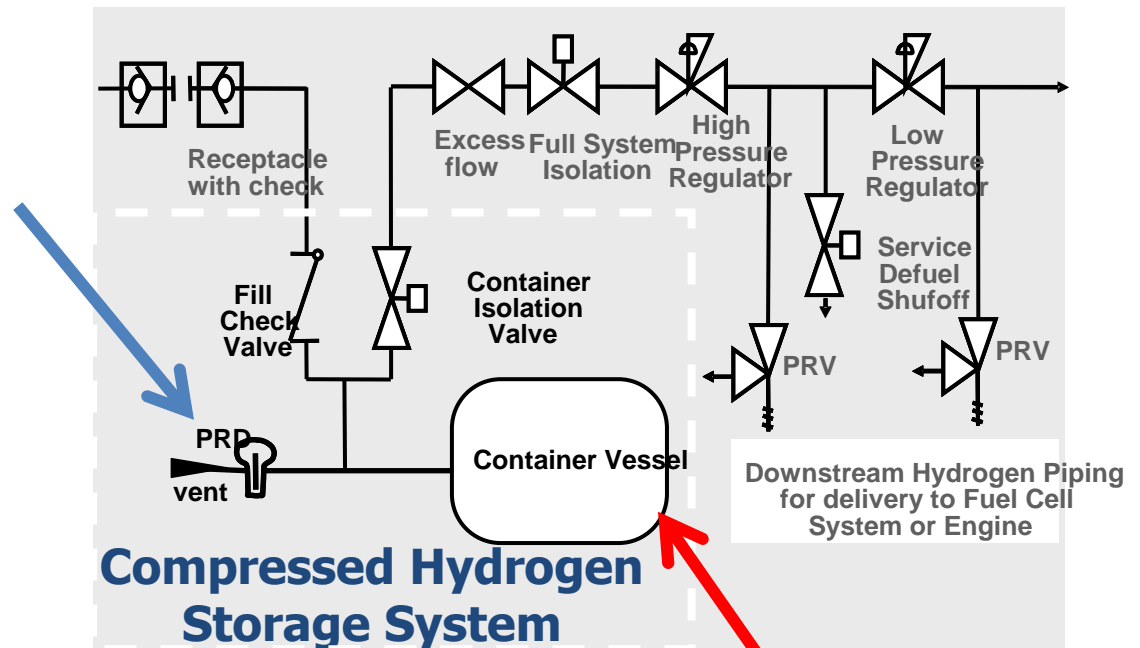 Receptacle
with check
Excess
flow
Full System
Isolation
High
Pressure
Regulator
Low
Pressure
Regulator
Service
Defuel
Shufoff
Fill
Check
Valve
Container
Isolation
Valve
PRV
PRV
PRD
vent
Container Vessel
Downstream Hydrogen Piping
for delivery to Fuel Cell
System or Engine
Compressed Hydrogen
Storage System